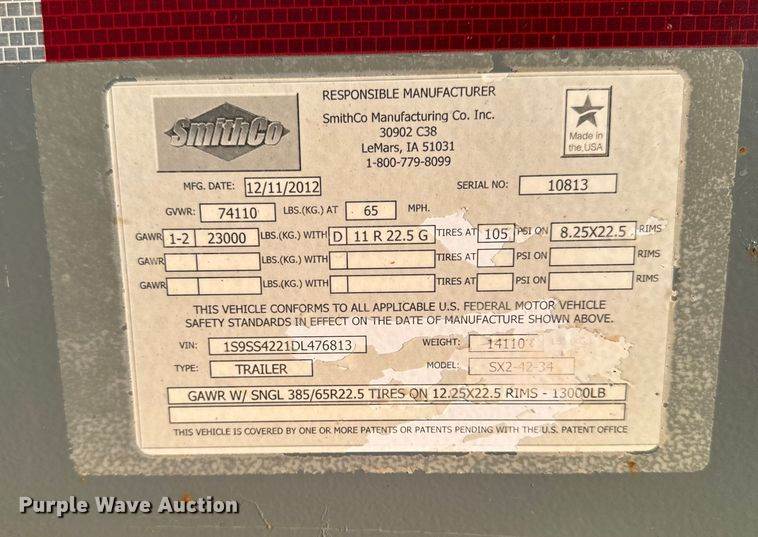 SmithCo
RESPONSIBLE MANUFACTURER
SmithCo Manufacturing Co. Inc.
30902 C38
LeMars, IA 51031
1-800-779-8099
Made in
the USA
MFG. DATE: 12/11/2012 SERIAL NO: 10813
GVWR: 74110 LBS.(KG.) AT 65 MPH.
GAWR 1-2 23000 LBS.(KG.) WITH D 11 R 22.5 G TIRES AT 105 PSI ON 8.25X22.5 RIMS
GAWR LBS.(KG.) WITH TIRES AT PSI ON RIMS
GAWR LBS.(KG.) WITH TIRES AT PSI ON RIMS
THIS VEHICLE CONFORMS TO ALL APPLICABLE U.S. FEDERAL MOTOR VEHICLE
SAFETY STANDARDS IN EFFECT ON THE DATE OF MANUFACTURE SHOWN ABOVE.
VIN: 1S9SS4221DL476813 WEIGHT: 14110
TYPE: TRAILER MODEL: SX2-42-34
GAWR W/ SNGL 385/65R22.5 TIRES ON 12.25X22.5 RIMS - 13000LB
THIS VEHICLE IS COVERED BY ONE OR MORE PATENTS OR PATENTS PENDING WITH THE U.S. PATENT OFFICE
Purple Wave Auction